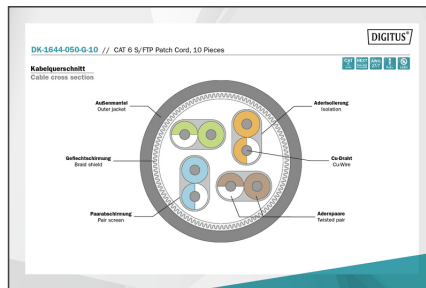 DIGITUS®
DK-1644-050-G-10 // CAT 6 S/FTP Patch Cord, 10 Pieces
Kabelquerschnitt
Cable cross section
Außenmantel
Outer jacket
Aderisolierung
Isolation
Geflechtschirmung
Braid shield
Cu-Draht
Cu-Wire
Paarabschirmung
Pair screen
Adernpaare
Twisted pair